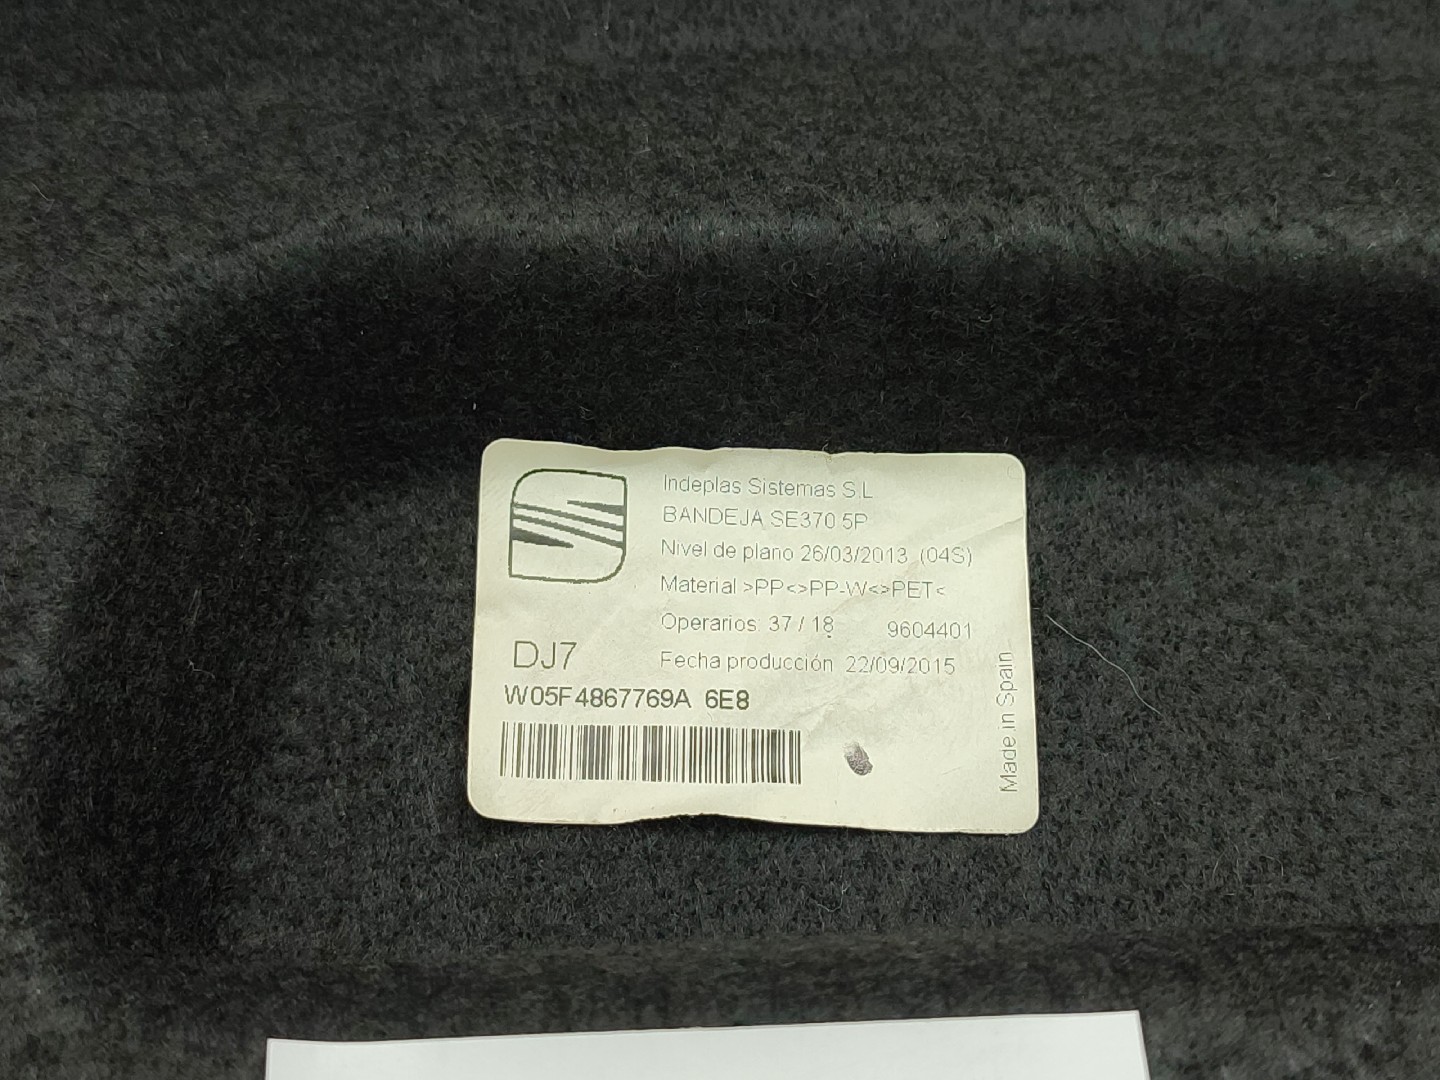 Indeplas Sistemas S.L
BANDEJA SE370 5P
Nivel de plano 26/03/2013 (04S)
Material >PP<>PP-W<>PET<
Operarios: 37 / 18 9604401
DJ7
Fecha producción 22/09/2015
W05F4867769A 6E8
Made in Spain